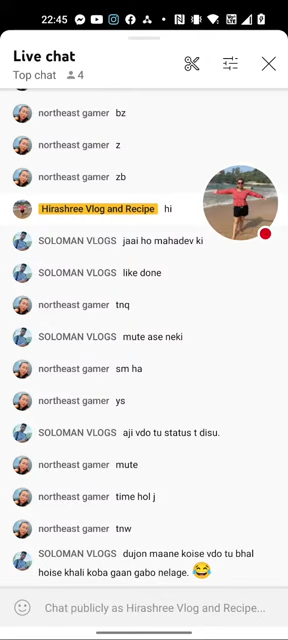 22:45
Live chat
Top chat 4
northeast gamer bz
northeast gamer z
northeast gamer zb
Hirashree Vlog and Recipe hi
SOLOMAN VLOGS jaai ho mahadev ki
SOLOMAN VLOGS like done
northeast gamer tnq
SOLOMAN VLOGS mute ase neki
northeast gamer sm ha
northeast gamer ys
SOLOMAN VLOGS aji vdo tu status t disu.
northeast gamer mute
northeast gamer time hol j
northeast gamer tnw
SOLOMAN VLOGS dujon maane koise vdo tu bhal
hoise khali koba gaan gabo nelage. 😂
Chat publicly as Hirashree Vlog and Recipe...